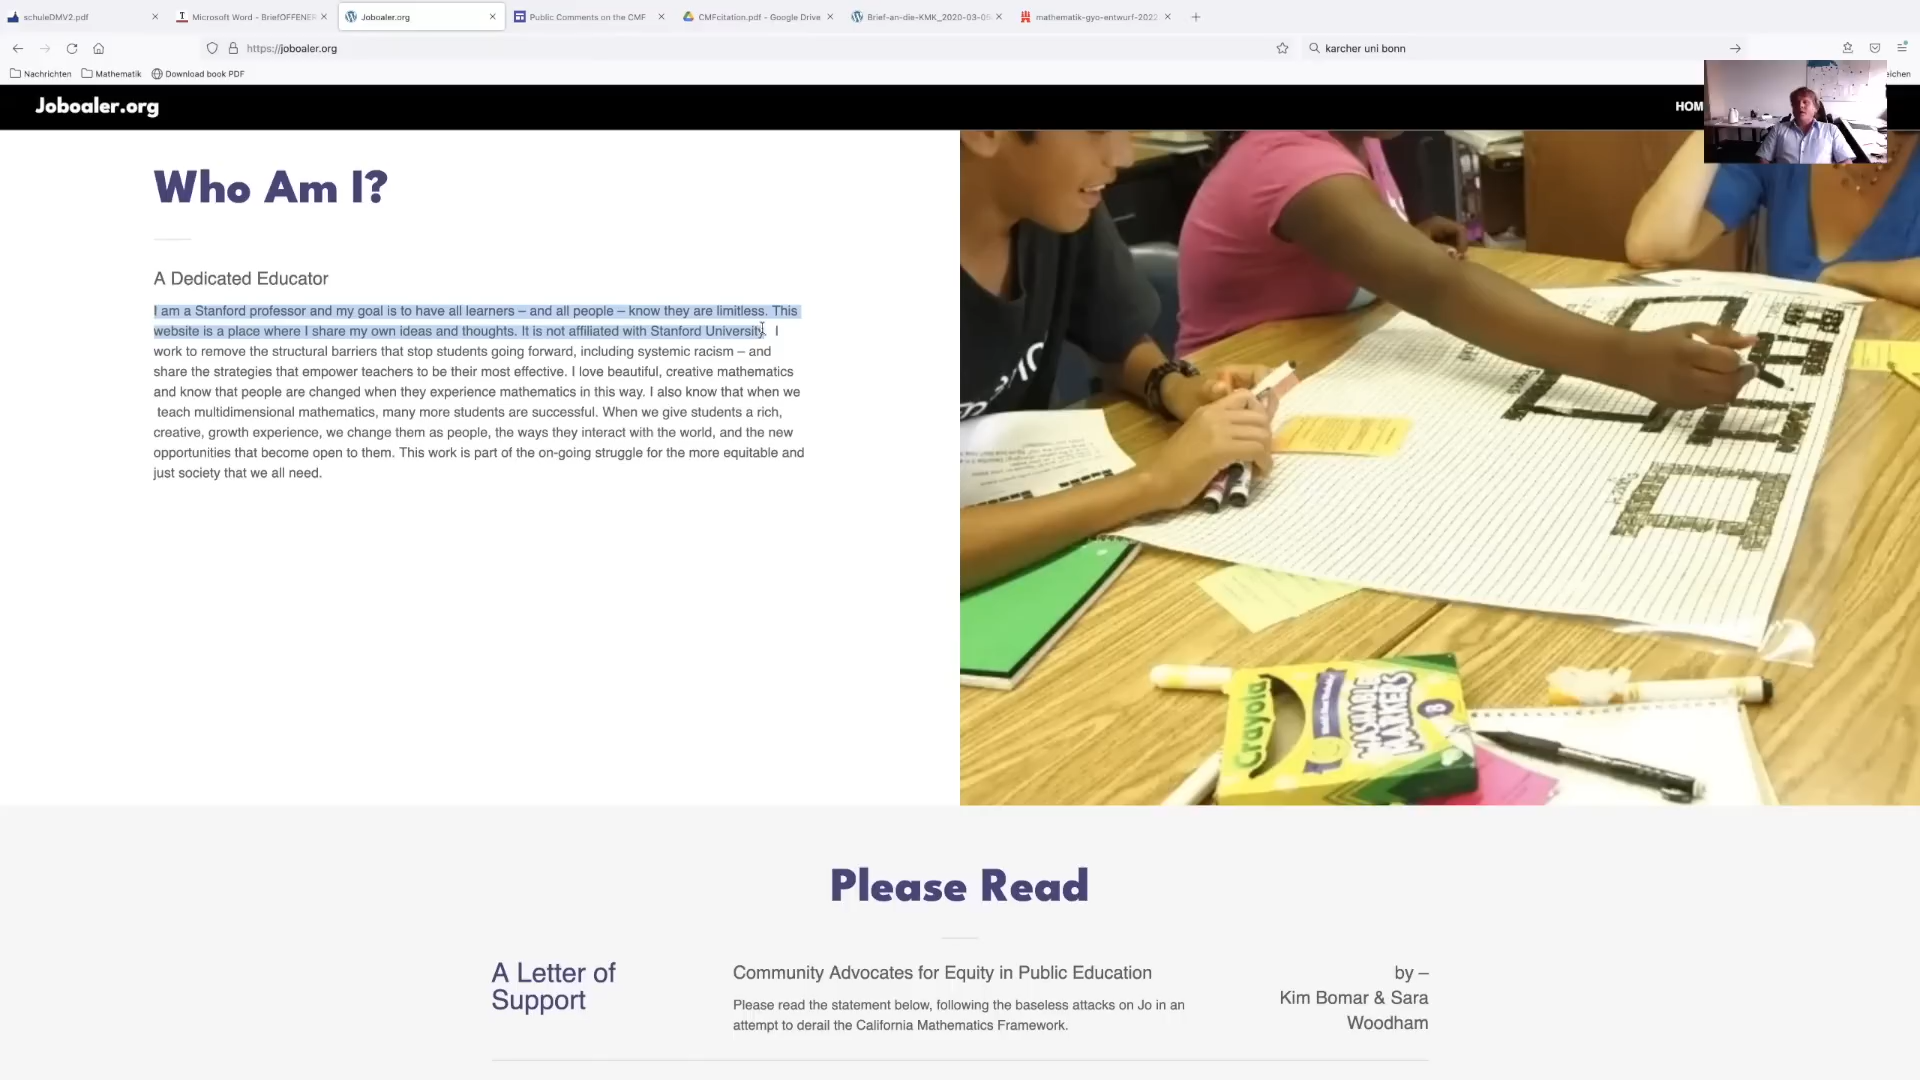 schuleDMV2.pdf
Microsoft Word - BriefOFFENER
Joboaler.org
Public Comments on the CMF
CMFcitation.pdf - Google Drive
Brief-an-die-KMK_2020-03-05
mathematik-gyo-entwurf-2022
https://joboaler.org
karcher uni bonn
Nachrichten
Mathematik
Download book PDF
eichen
Joboaler.org
HOM
Who Am I?
A Dedicated Educator
I am a Stanford professor and my goal is to have all learners – and all people – know they are limitless. This
website is a place where I share my own ideas and thoughts. It is not affiliated with Stanford University. I
work to remove the structural barriers that stop students going forward, including systemic racism – and
share the strategies that empower teachers to be their most effective. I love beautiful, creative mathematics
and know that people are changed when they experience mathematics in this way. I also know that when we
teach multidimensional mathematics, many more students are successful. When we give students a rich,
creative, growth experience, we change them as people, the ways they interact with the world, and the new
opportunities that become open to them. This work is part of the on-going struggle for the more equitable and
just society that we all need.
Crayola
WASHABLE
MARKERS
8
Please Read
A Letter of
Support
Community Advocates for Equity in Public Education
Please read the statement below, following the baseless attacks on Jo in an
attempt to derail the California Mathematics Framework.
by –
Kim Bomar & Sara
Woodham